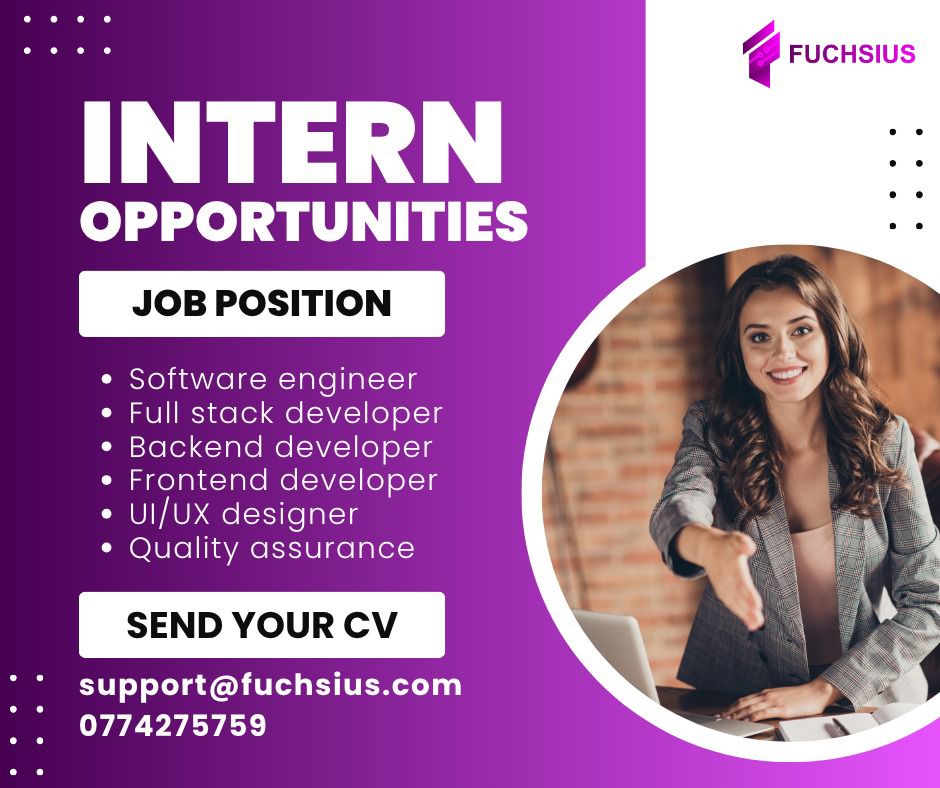 FUCHSIUS
INTERN
OPPORTUNITIES
JOB POSITION
Software engineer
Full stack developer
Backend developer
Frontend developer
UI/UX designer
Quality assurance
SEND YOUR CV
support@fuchsius.com
0774275759